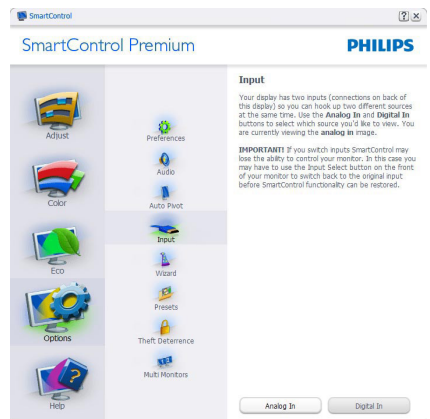 SmartControl
SmartControl Premium
PHILIPS
Adjust
Color
Eco
Options
Help
Preferences
Audio
Auto Pivot
Input
Wizard
Presets
Theft Deterrence
Multi Monitors
Input
Your display has two inputs (connections on back of
this display) so you can hook up two different sources
at the same time. Use the Analog In and Digital In
buttons to select which source you'd like to view. You
are currently viewing the analog in image.
IMPORTANT! If you switch inputs SmartControl may
lose the ability to control your monitor. In this case you
may have to use the Input Select button on the front
of your monitor to switch back to the original input
before SmartControl functionality can be restored.
Analog In
Digital In